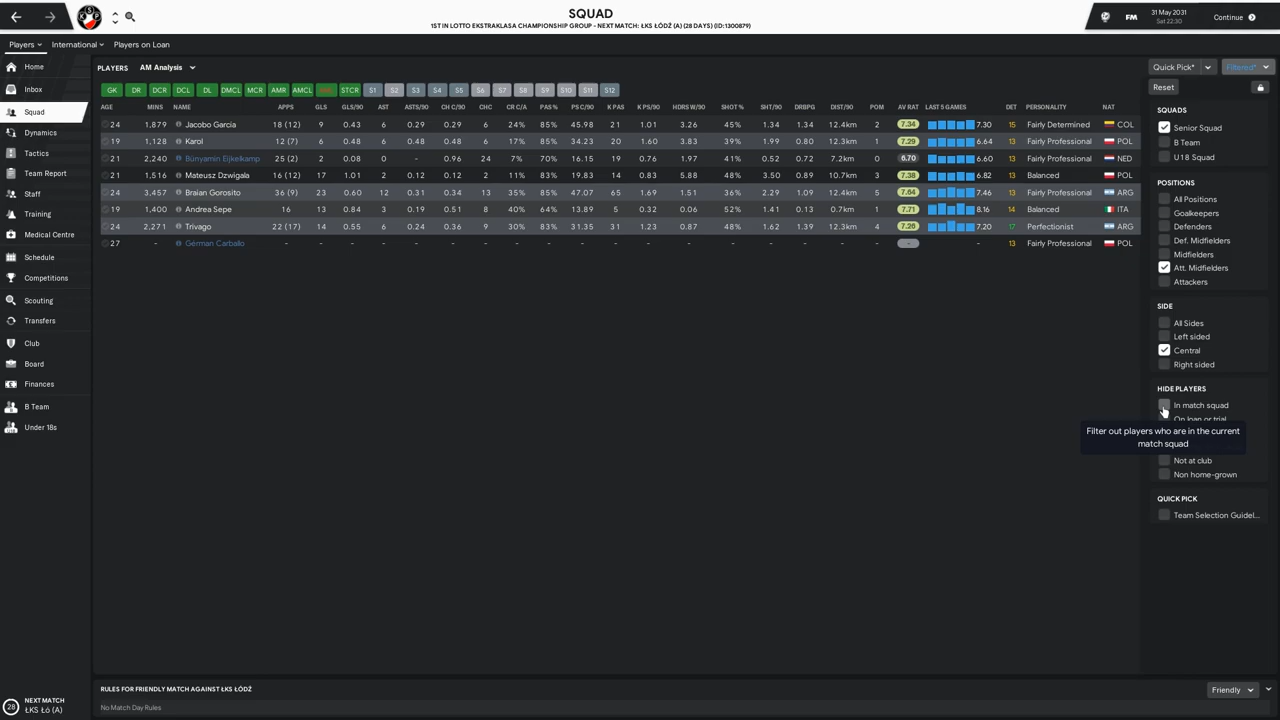 SQUAD
1ST IN LOTTO EKSTRAKLASA CHAMPIONSHIP GROUP - NEXT MATCH: ŁKS ŁÓDŹ (A) (28 DAYS) (ID:1300879)
FM
31 May 2031
Sat 22:30
Continue
Players
International
Players on Loan
Home
Inbox
Squad
Dynamics
Tactics
Team Report
Staff
Training
Medical Centre
Schedule
Competitions
Scouting
Transfers
Club
Board
Finances
B Team
Under 18s
28
NEXT MATCH
ŁKS Łó (A)
PLAYERS
AM Analysis
GK DR DCR DCL DL DMCL MCR AMR AMCL STCR S1 S2 S3 S4 S5 S6 S7 S8 S9 S10 S11 S12
AGE MINS NAME APPS GLS GLS/90 AST ASTS/90 CH C/90 CHC CR C/A PAS % PS C/90 K PAS K PS/90 HDRS W/90 SHOT % SHT/90 DRBPG DIST/90 POM AV RAT LAST 5 GAMES DET PERSONALITY NAT
24 1,879 Jacobo García 18 (12) 9 0.43 6 0.29 0.29 6 24% 85% 45.98 21 1.01 3.26 45% 1.34 1.34 12.4km 2 7.34 7.30 15 Fairly Determined COL
19 1,128 Karol 12 (7) 6 0.48 6 0.48 0.48 6 17% 85% 34.23 20 1.60 3.83 39% 1.99 0.80 12.3km 1 7.29 6.64 13 Fairly Professional POL
21 2,240 Bünyamin Eijkelkamp 25 (2) 2 0.08 0 - 0.96 24 7% 70% 16.15 19 0.76 1.97 41% 0.52 0.72 7.2km 0 6.70 6.60 13 Fairly Professional NED
21 1,516 Mateusz Dzwigala 16 (12) 17 1.01 2 0.12 0.12 2 11% 83% 19.83 14 0.83 5.88 48% 3.50 0.89 10.7km 3 7.38 6.82 13 Balanced POL
24 3,457 Braian Gorosito 36 (9) 23 0.60 12 0.31 0.34 13 35% 85% 47.07 65 1.69 1.51 36% 2.29 1.09 12.4km 5 7.64 7.46 13 Fairly Professional ARG
19 1,400 Andrea Sepe 16 13 0.84 3 0.19 0.51 8 40% 64% 13.89 5 0.32 0.06 52% 1.41 0.13 0.7km 1 7.71 8.16 14 Balanced ITA
24 2,271 Trivago 22 (17) 14 0.55 6 0.24 0.36 9 30% 83% 31.35 31 1.23 0.87 48% 1.62 1.39 12.3km 4 7.26 7.20 17 Perfectionist ARG
27 - Gérman Carballo - - - - - - - - - - - - - - - - - - - - 13 Fairly Professional POL
Quick Pick*
Filtered*
Reset
SQUADS
Senior Squad
B Team
U18 Squad
POSITIONS
All Positions
Goalkeepers
Defenders
Def. Midfielders
Midfielders
Att. Midfielders
Attackers
SIDE
All Sides
Left sided
Central
Right sided
HIDE PLAYERS
In match squad
On loan or trial
Filter out players who are in the current
match squad
Not at club
Non home-grown
QUICK PICK
Team Selection Guidel...
RULES FOR FRIENDLY MATCH AGAINST ŁKS ŁÓDŹ
Friendly
No Match Day Rules